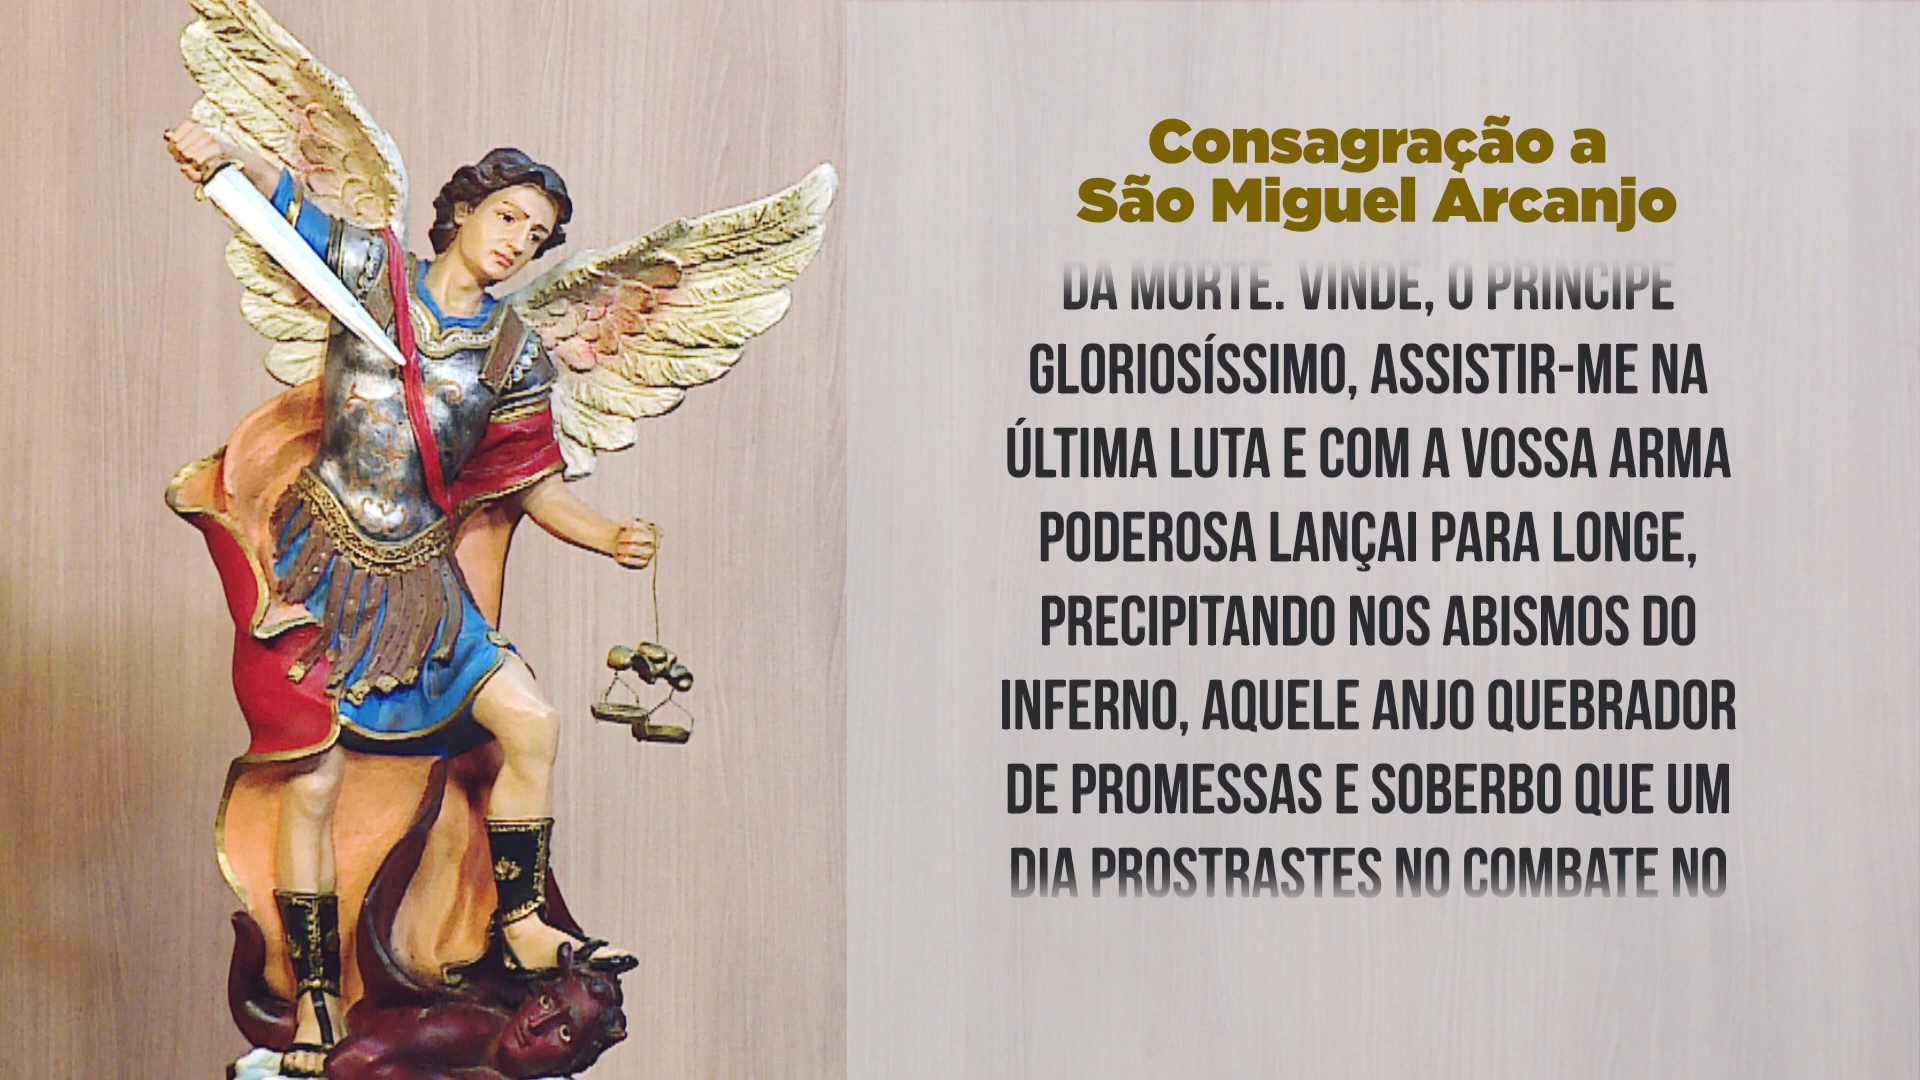 Consagração a
São Miguel Arcanjo
DA MORTE. VINDE, Ó PRÍNCIPE
GLORIOSÍSSIMO, ASSISTIR-ME NA
ÚLTIMA LUTA E COM A VOSSA ARMA
PODEROSA LANÇAI PARA LONGE,
PRECIPITANDO NOS ABISMOS DO
INFERNO, AQUELE ANJO QUEBRADOR
DE PROMESSAS E SOBERBO QUE UM
DIA PROSTRASTES NO COMBATE NO